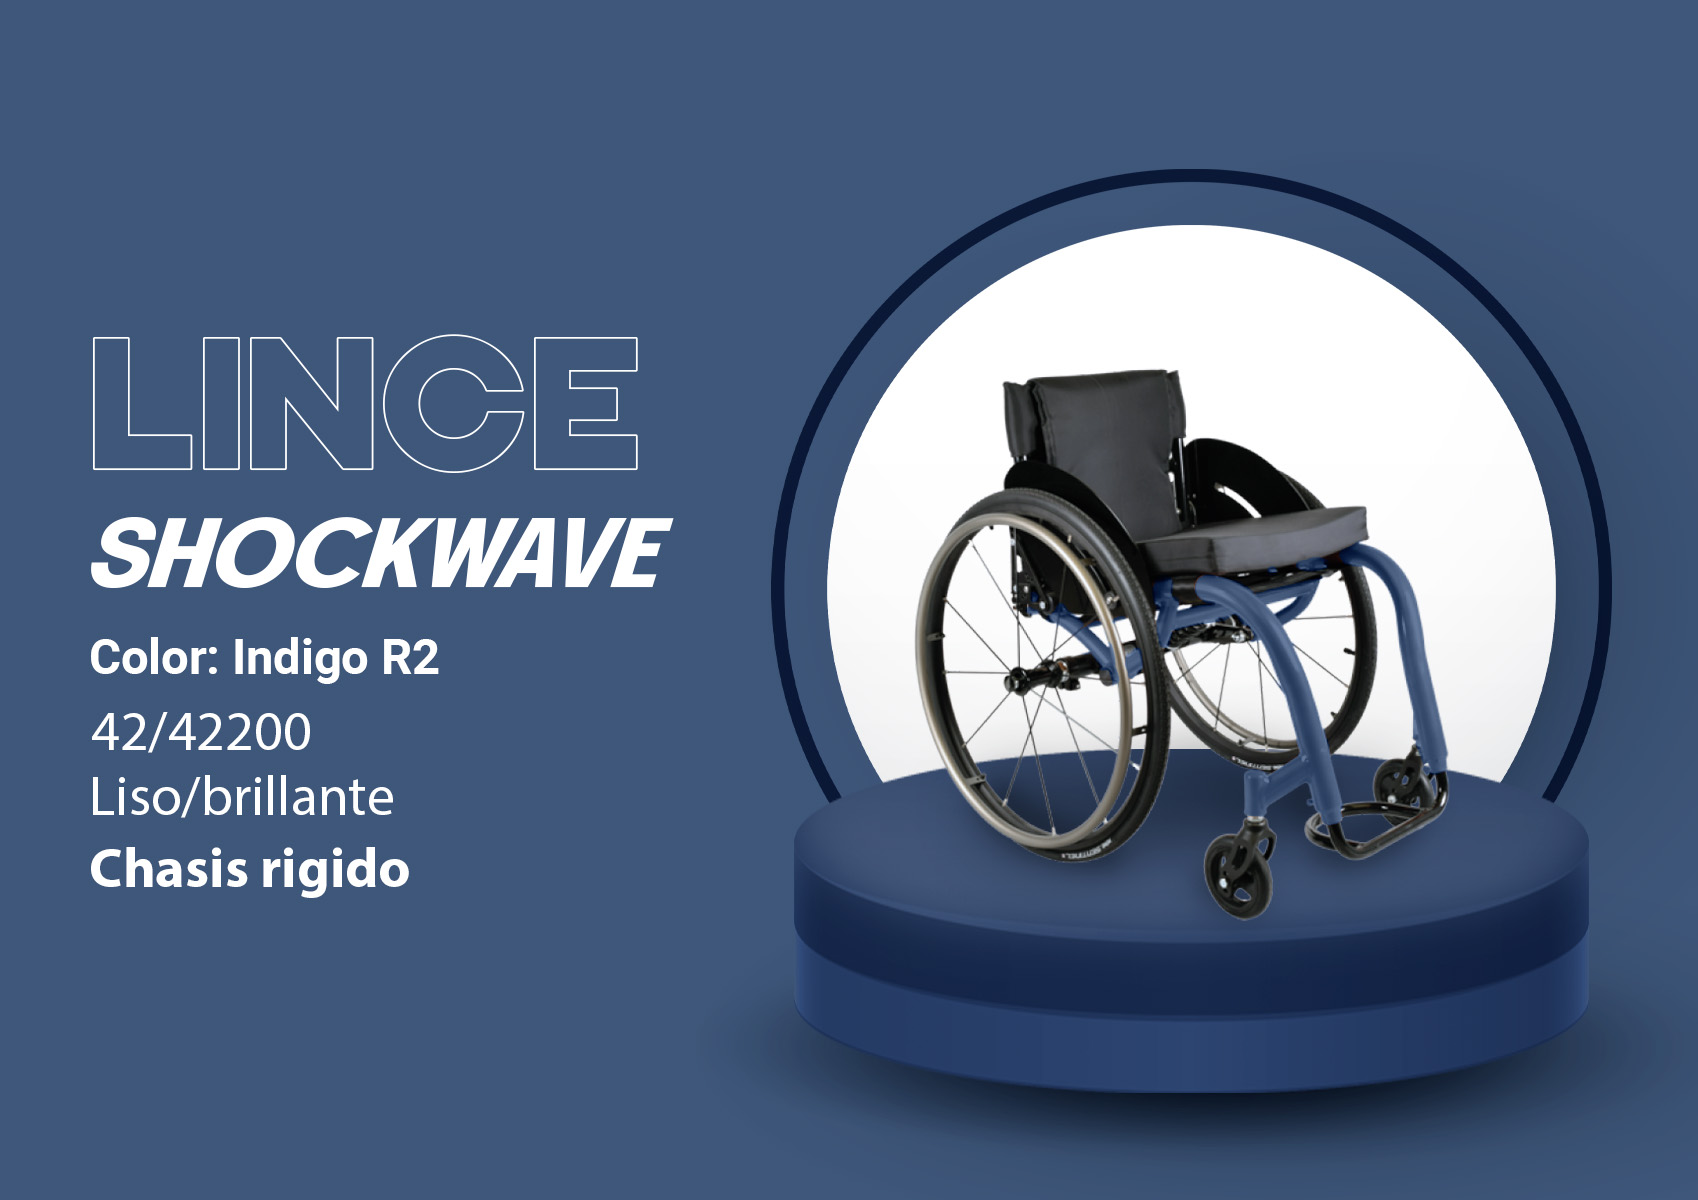 LINCE
SHOCKWAVE
Color: Indigo R2
42/42200
Liso/brillante
Chasis rigido